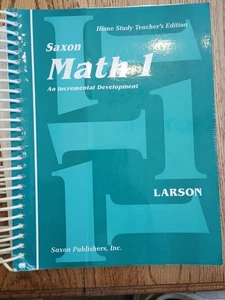 Home Study Teacher's Edition
Saxon
Math 1
An Incremental Development
LARSON
Saxon Publishers, Inc.